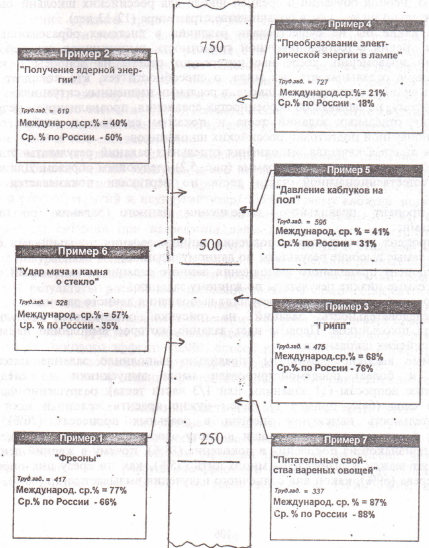 Пример 2
"Получение ядерной энер-
гии"
Труд.зад. = 619
Международ.ср.% = 40%
Ср. % по России - 50%
Пример 6
"Удар мяча и камня
о стекло"
Труд.зад. = 528
Международ.ср.% = 57%
Ср. % по России - 35%
Пример 1
"Фреоны"
Труд.зад. = 417
Международ. ср.% = 77%
Ср.% по России - 66%
750
500
250
Пример 4
"Преобразование элект-
рической энергии в лампе"
Труд.зад. = 727
Международ.ср.%= 21%
Ср.% по России - 18%
Пример 5
"Давление каблуков на
пол"
Труд.зад. = 596
Международ.ср. % = 41%
Ср.% по России = 31%
Пример 3
"Грипп"
Труд.зад. = 475
Международ.ср.% = 68%
Ср.% по России - 76%
Пример 7
"Питательные свой-
ства вареных овощей"
Труд.зад. = 337
Международ. ср.% = 87%
Ср.% по России - 88%